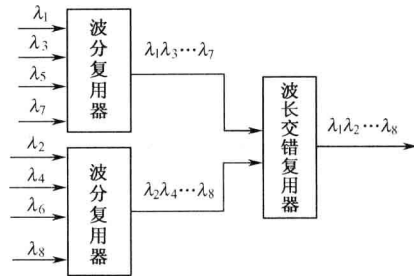 λ1
λ3
λ5
λ7
波分复用器
λ1λ3···λ7
λ2
λ4
λ6
λ8
波分复用器
λ2λ4···λ8
波长交错复用器
λ1λ2···λ8